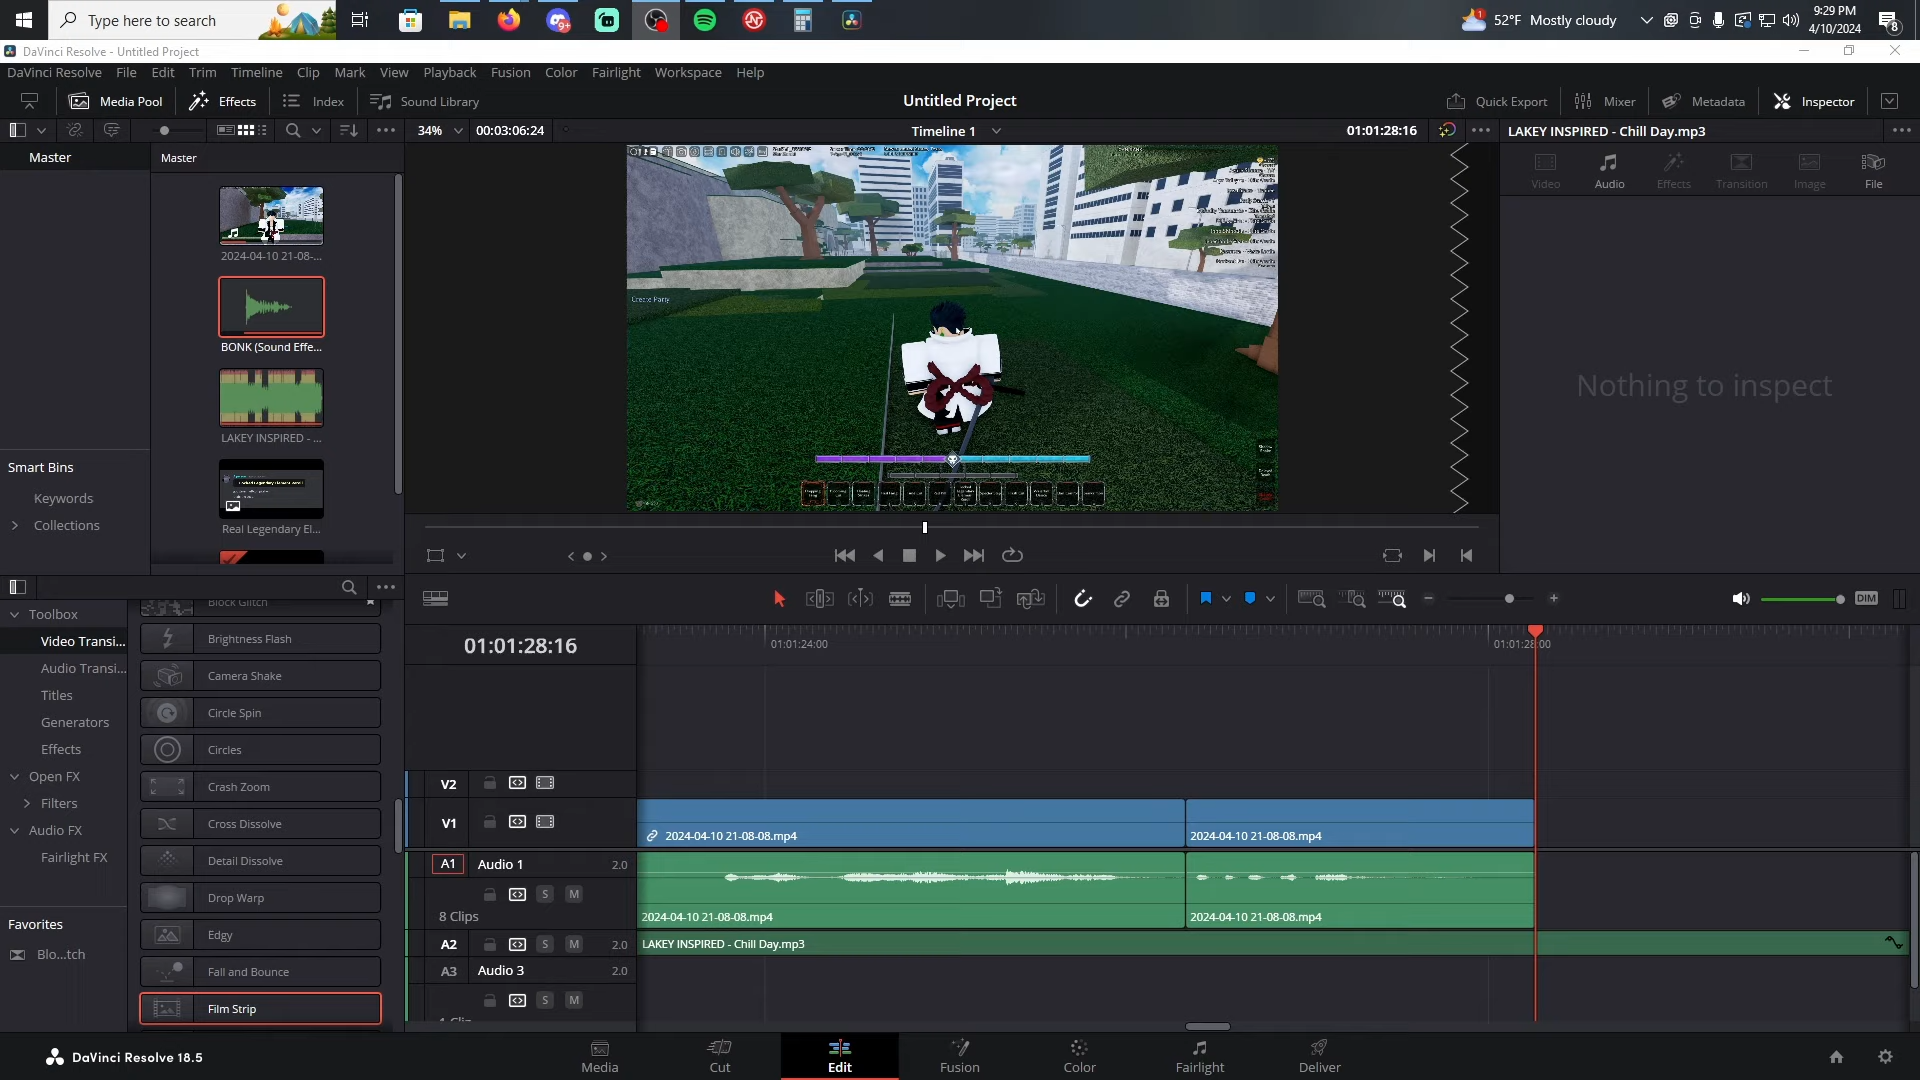 Type here to search
52°F Mostly cloudy
9:29 PM
4/10/2024
8
DaVinci Resolve - Untitled Project
DaVinci Resolve File Edit Trim Timeline Clip Mark View Playback Fusion Color Fairlight Workspace Help
Media Pool Effects Index Sound Library
Untitled Project
Quick Export Mixer Metadata Inspector
34% 00:03:06:24
Timeline 1
01:01:28:16
LAKEY INSPIRED - Chill Day.mp3
Master
Master
Video Audio Effects Transition Image File
2024-04-10 21-08-...
BONK (Sound Effe...
LAKEY INSPIRED - ...
Real Legendary El...
Nothing to inspect
Create Party
Smart Bins
Keywords
Collections
Toolbox
Video Transi...
Audio Transi...
Titles
Generators
Effects
Open FX
Filters
Audio FX
Fairlight FX
Favorites
Blo...tch
Block Glitch
Brightness Flash
Camera Shake
Circle Spin
Circles
Crash Zoom
Cross Dissolve
Detail Dissolve
Drop Warp
Edgy
Fall and Bounce
Film Strip
DIM
01:01:28:16
01:01:24:00
01:01:28:00
V2
V1
2024-04-10 21-08-08.mp4
2024-04-10 21-08-08.mp4
A1 Audio 1 2.0
S M
8 Clips
2024-04-10 21-08-08.mp4
2024-04-10 21-08-08.mp4
A2 S M 2.0
LAKEY INSPIRED - Chill Day.mp3
A3 Audio 3 2.0
S M
DaVinci Resolve 18.5
Media Cut Edit Fusion Color Fairlight Deliver